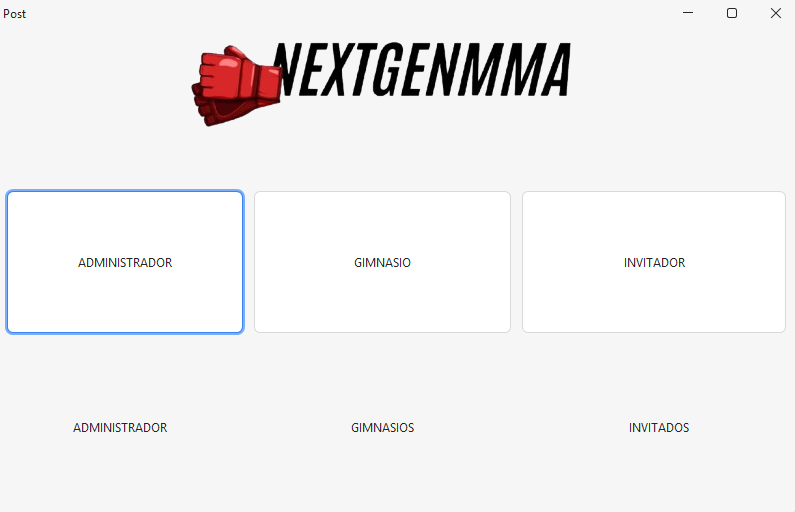 Post
NEXTGENMMA
ADMINISTRADOR
GIMNASIO
INVITADOR
ADMINISTRADOR
GIMNASIOS
INVITADOS